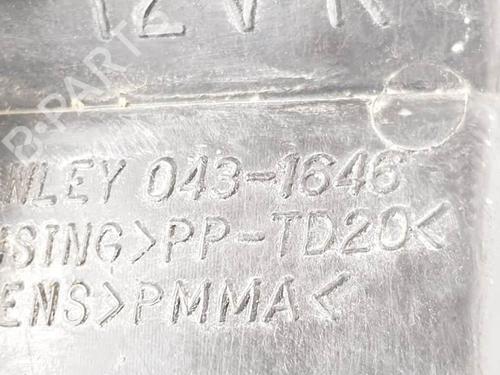 12V
NLEY 043-1646
USING>PP-TD20<
ENS>PMMA<
B-PARTS